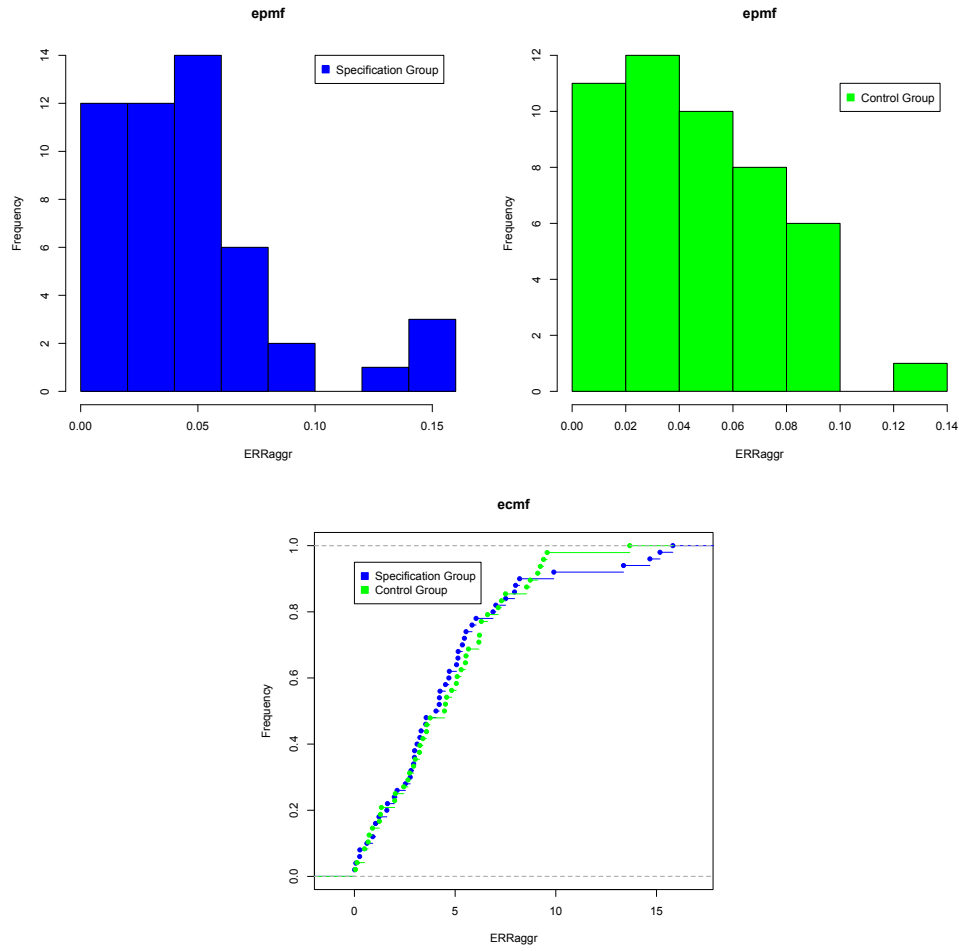 epmf
14
12
10
8
6
4
2
0
Frequency
Specification Group
0.00
0.05
0.10
0.15
ERRaggr
epmf
12
10
8
6
4
2
0
Frequency
Control Group
0.00
0.02
0.04
0.06
0.08
0.10
0.12
0.14
ERRaggr
ecmf
1.0
0.8
0.6
0.4
0.2
0.0
Frequency
Specification Group
Control Group
0
5
10
15
ERRaggr